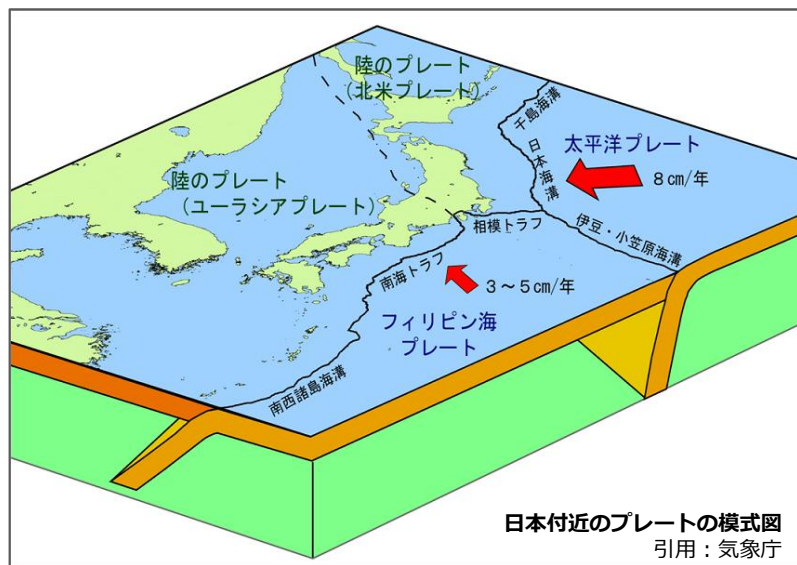 陸のプレート
（北米プレート）
千島海溝
太平洋プレート
日本海溝
8㎝/年
陸のプレート
（ユーラシアプレート）
相模トラフ
伊豆・小笠原海溝
南海トラフ
3～5㎝/年
フィリピン海
プレート
南西諸島海溝
日本付近のプレートの模式図
引用：気象庁